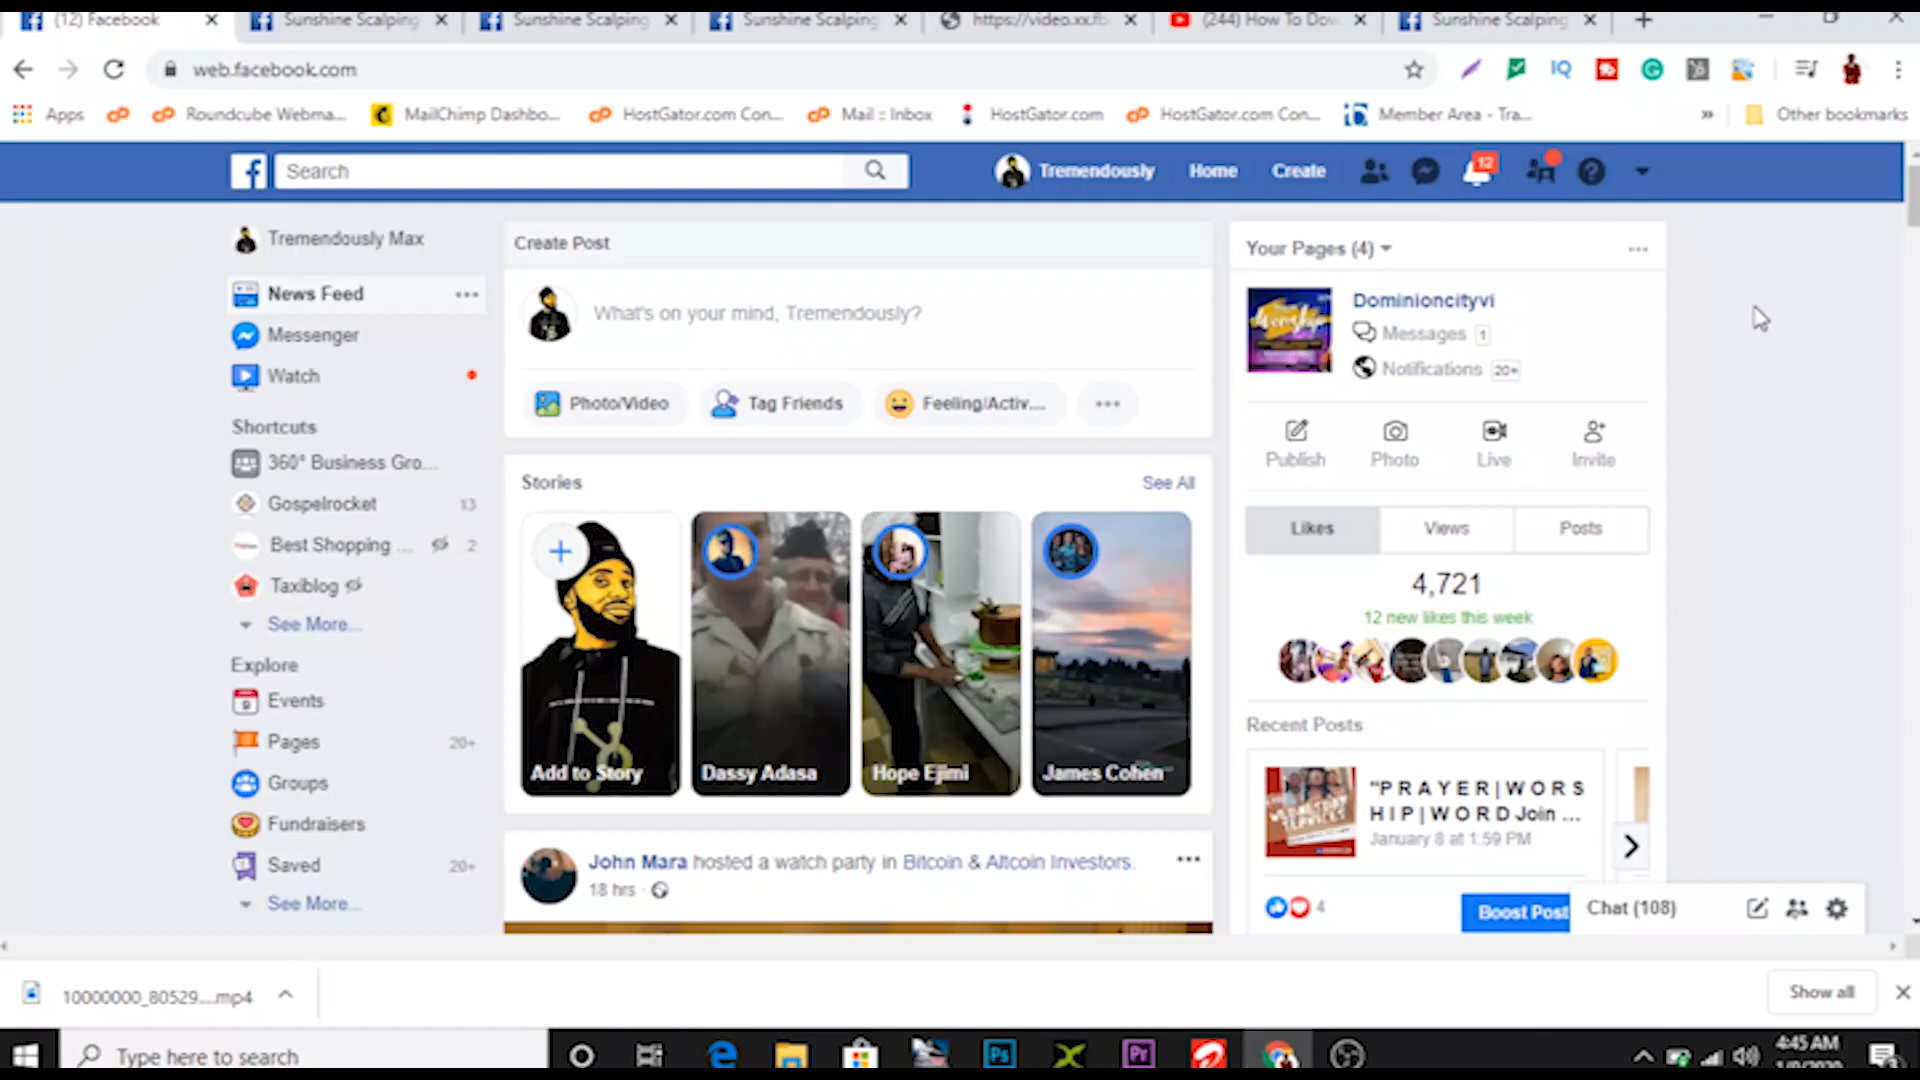 (12) Facebook
Sunshine Scalping
Sunshine Scalping
Sunshine Scalping
https://video.xx.fb
(244) How To Dow
Sunshine Scalping
web.facebook.com
Apps
Roundcube Webma...
MailChimp Dashbo...
HostGator.com Con...
Mail :: Inbox
HostGator.com
HostGator.com Con...
Member Area - Tra...
Other bookmarks
Search
Tremendously
Home
Create
12
Tremendously Max
News Feed
Messenger
Watch
Shortcuts
360° Business Gro...
Gospelrocket 13
Best Shopping ... 2
Taxiblog
See More...
Explore
Events
Pages 20+
Groups
Fundraisers
Saved 20+
See More...
Create Post
What's on your mind, Tremendously?
Photo/Video
Tag Friends
Feeling/Activ...
Stories
See All
Add to Story
Dassy Adasa
Hope Ejimi
James Cohen
John Mara hosted a watch party in Bitcoin & Altcoin Investors.
18 hrs
Your Pages (4)
Dominioncityvi
Messages 1
Notifications 20+
Publish
Photo
Live
Invite
Likes
Views
Posts
4,721
12 new likes this week
Recent Posts
"P R A Y E R | W O R S
H I P | W O R D Join ...
January 8 at 1:59 PM
4
Boost Post
Chat (108)
10000000_80529....mp4
Show all
Type here to search
4:45 AM